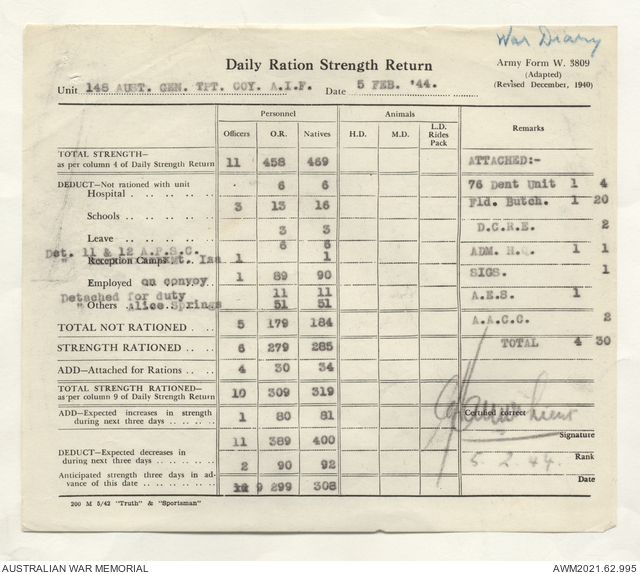 War Diary
Daily Ration Strength Return
Army Form W. 3809
(Adapted)
(Revised December, 1940)
Unit 148 AUST. GEN. TPT. COY. A.I.F. Date 5 FEB. '44.
Personnel Animals Remarks
Officers O.R. Natives H.D. M.D. L.D. Rides Pack
TOTAL STRENGTH—
as per column 4 of Daily Strength Return 11 458 469 ATTACHED:-
DEDUCT—Not rationed with unit
Hospital . . . . . . . . 6 6 76 Dent Unit 1 4
Schools . . . . . . 3 13 16 Fld. Butch. 1 20
Leave . . . . . . 3 3 D.C.R.E. 2
Det. 11 & 12 A.P.S.C. 6 6
" Reception Camp Mt. Isa 1 1 ADM. H.Q. 1 1
Employed on convoy 1 89 90 SIGS. 1
Detached for duty 11 11 A.E.S. 1
" Others Alice Springs 51 51
TOTAL NOT RATIONED . . . 5 179 184 A.A.C.C. 2
STRENGTH RATIONED . . . 6 279 285 TOTAL 4 30
ADD—Attached for Rations . . . 4 30 34
TOTAL STRENGTH RATIONED—
as per column 9 of Daily Strength Return 10 309 319
ADD—Expected increases in strength
during next three days . . . . . . 1 80 81 Certified correct
Lieut
11 389 400 Signature
DEDUCT—Expected decreases in
during next three days . . . . . . 2 90 92 5. 2. 44. Rank
Anticipated strength three days in ad-
vance of this date . . . . . . 9 299 308 Date
200 M 5/42 "Truth" & "Sportsman"
AUSTRALIAN WAR MEMORIAL AWM2021.62.995